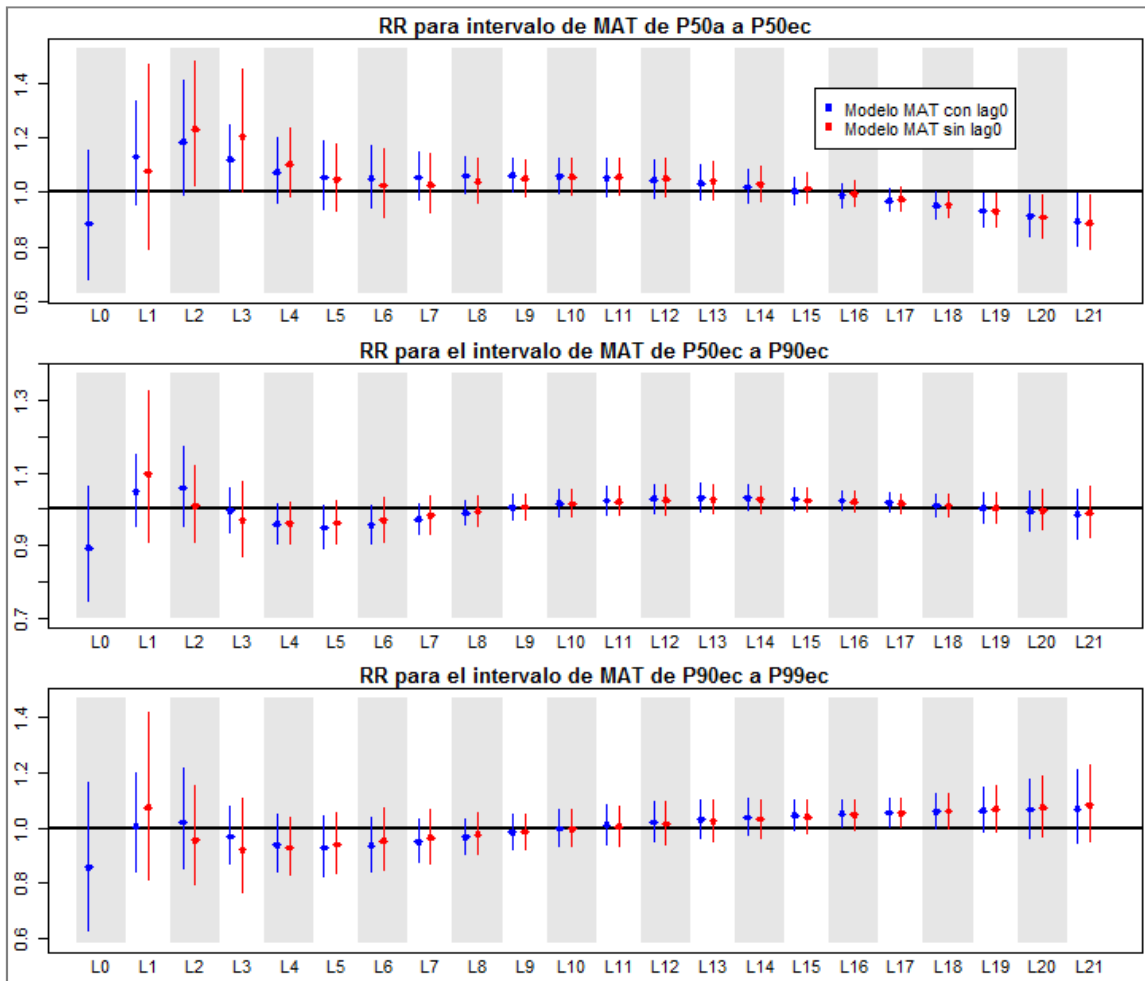 RR para intervalo de MAT de P50a a P50ec
1.4
1.2
1.0
0.8
0.6
Modelo MAT con lag0
Modelo MAT sin lag0
L0 L1 L2 L3 L4 L5 L6 L7 L8 L9 L10 L11 L12 L13 L14 L15 L16 L17 L18 L19 L20 L21
RR para el intervalo de MAT de P50ec a P90ec
1.3
1.1
0.9
0.7
L0 L1 L2 L3 L4 L5 L6 L7 L8 L9 L10 L11 L12 L13 L14 L15 L16 L17 L18 L19 L20 L21
RR para el intervalo de MAT de P90ec a P99ec
1.4
1.2
1.0
0.8
0.6
L0 L1 L2 L3 L4 L5 L6 L7 L8 L9 L10 L11 L12 L13 L14 L15 L16 L17 L18 L19 L20 L21